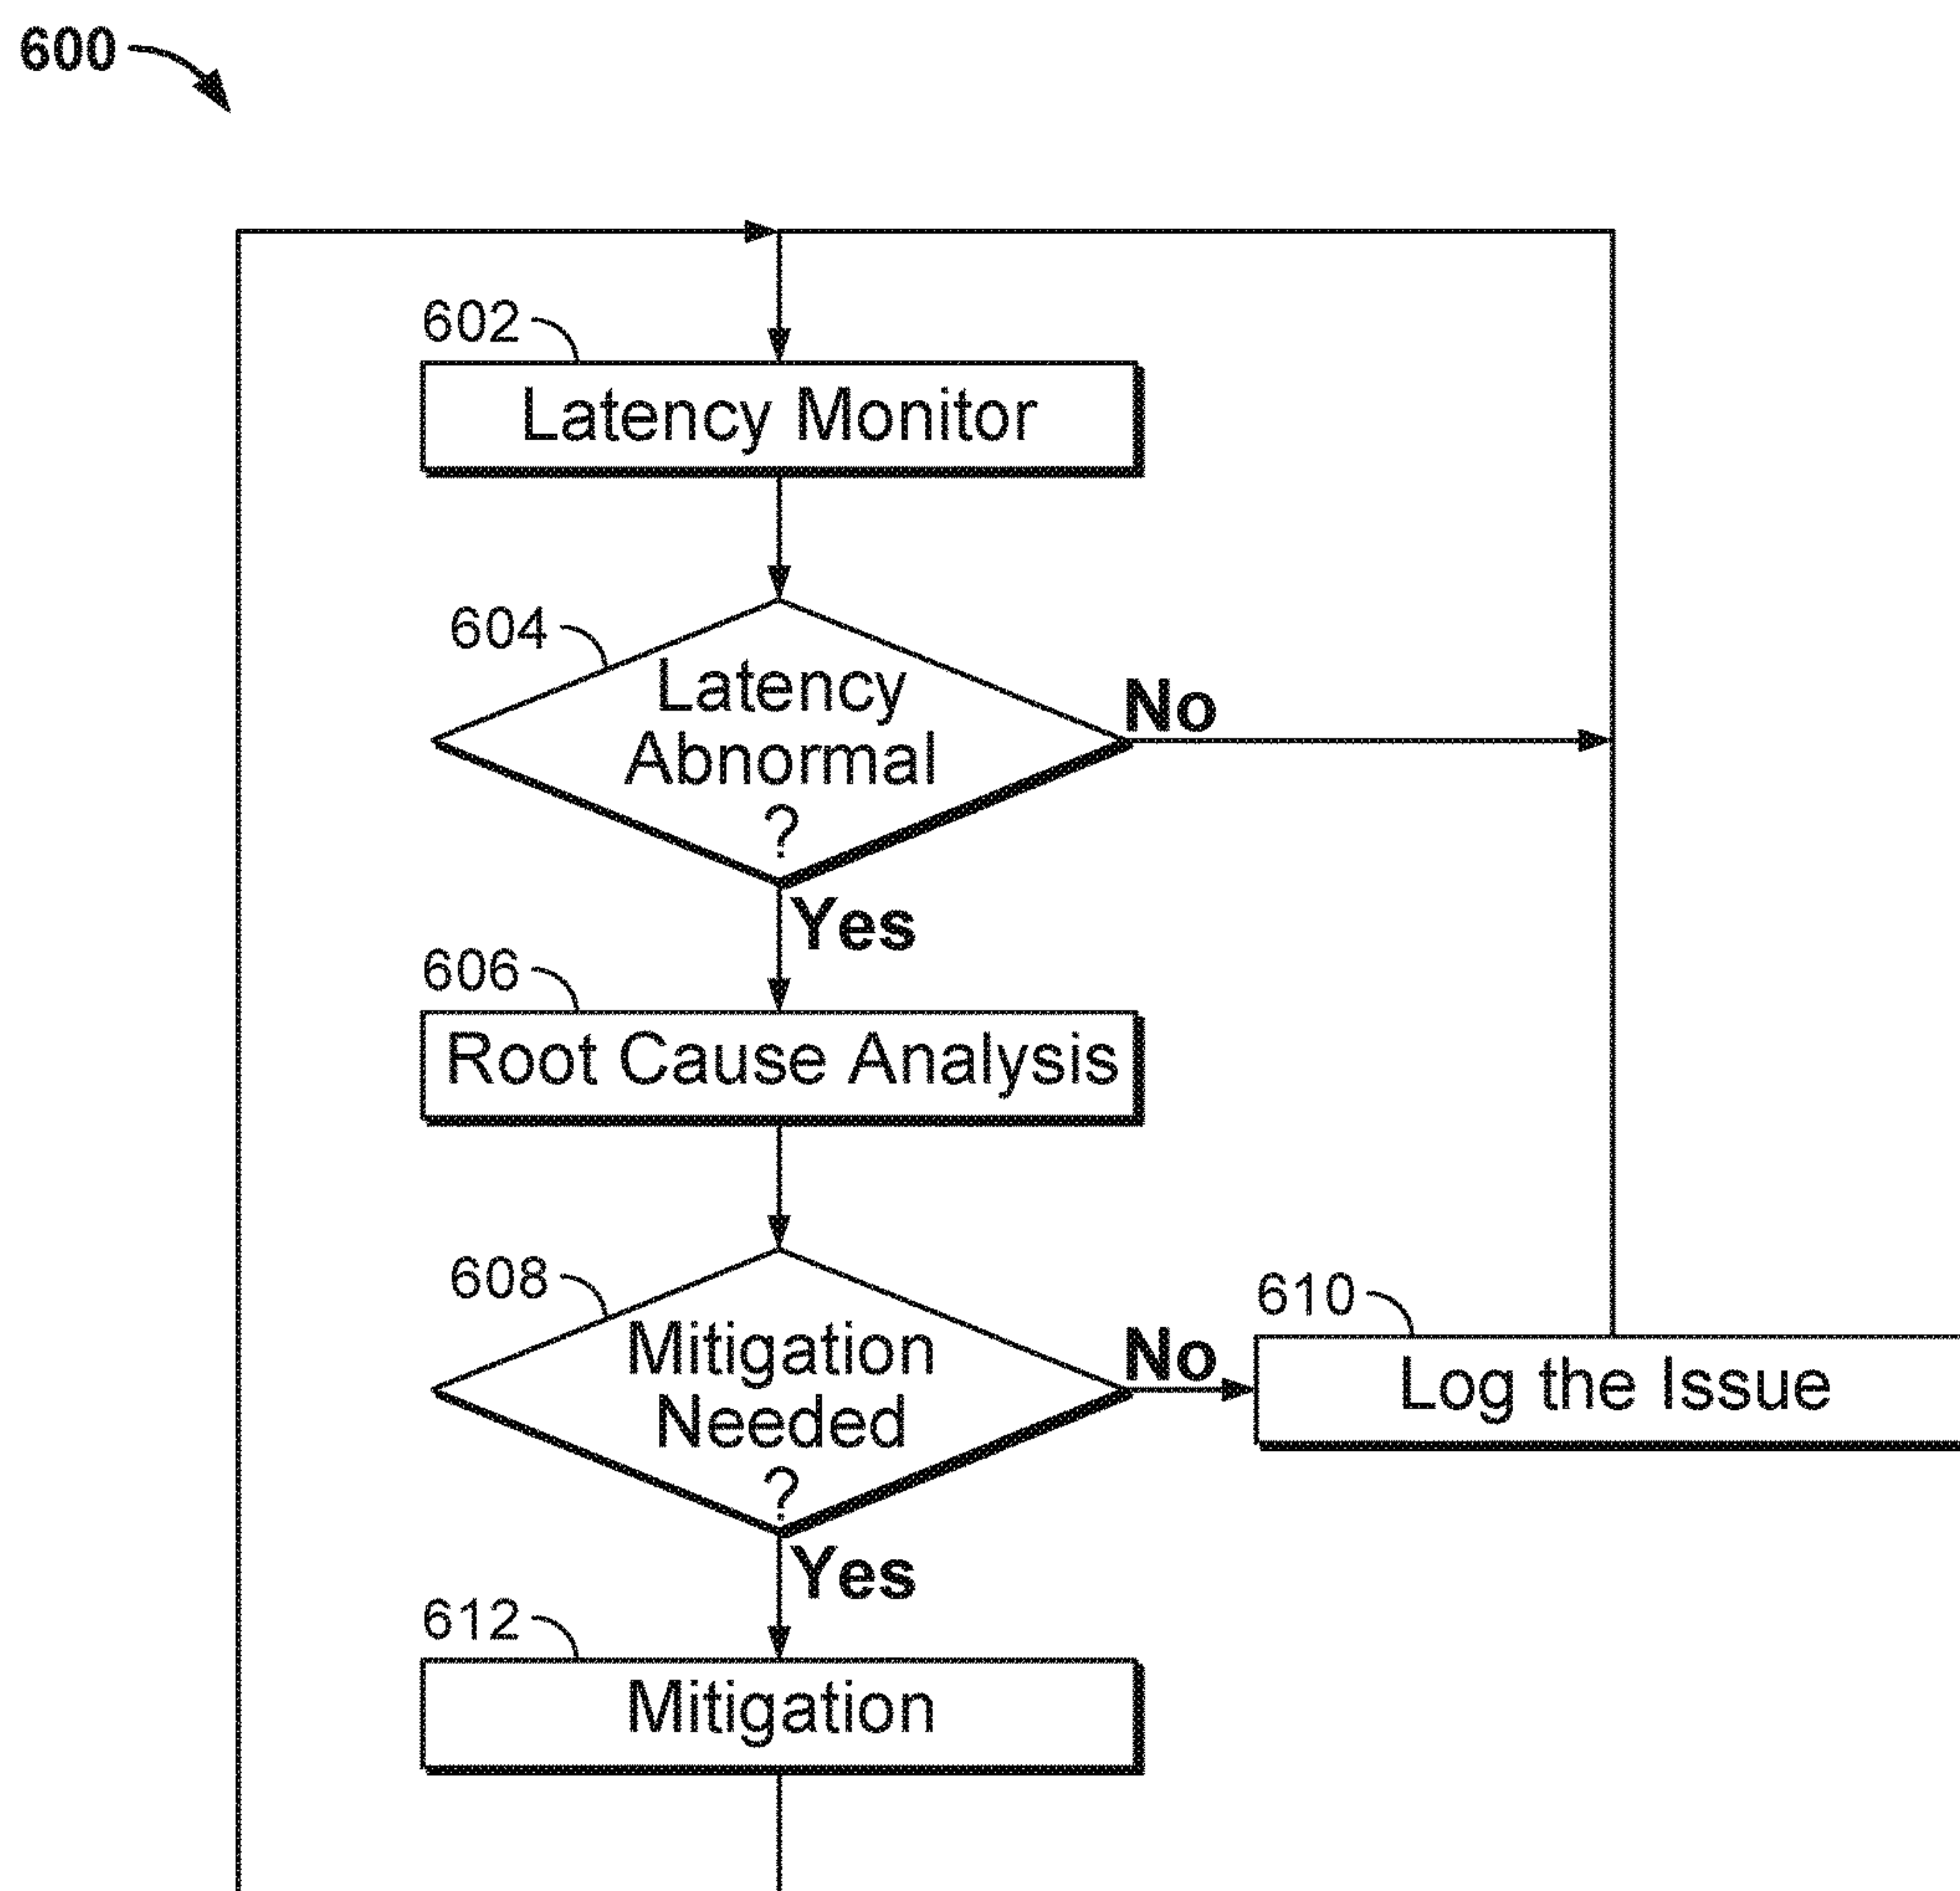 600
602
Latency Monitor
604
Latency
Abnormal
?
No
Yes
606
Root Cause Analysis
608
Mitigation
Needed
?
No
610
Log the Issue
Yes
612
Mitigation